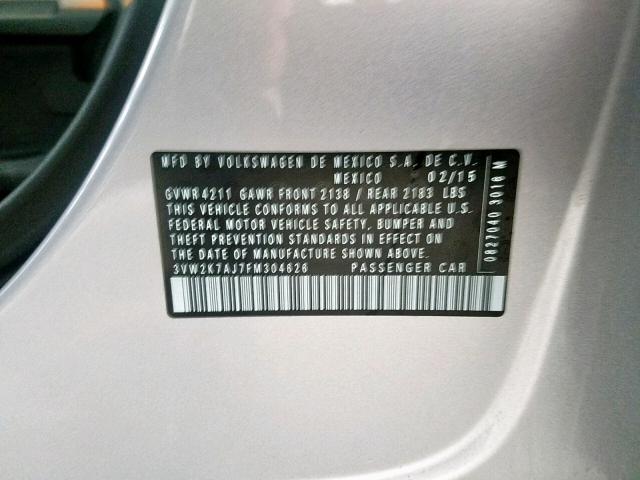 MFD BY VOLKSWAGEN DE MEXICO S.A. DE C.V.
MEXICO 02/15
GVWR 4211 GAWR FRONT 2138 / REAR 2183 LBS
THIS VEHICLE CONFORMS TO ALL APPLICABLE U.S.
FEDERAL MOTOR VEHICLE SAFETY, BUMPER AND
THEFT PREVENTION STANDARDS IN EFFECT ON
THE DATE OF MANUFACTURE SHOWN ABOVE.
3VW2K7AJ7FM304626 PASSENGER CAR
0827040 3016 M